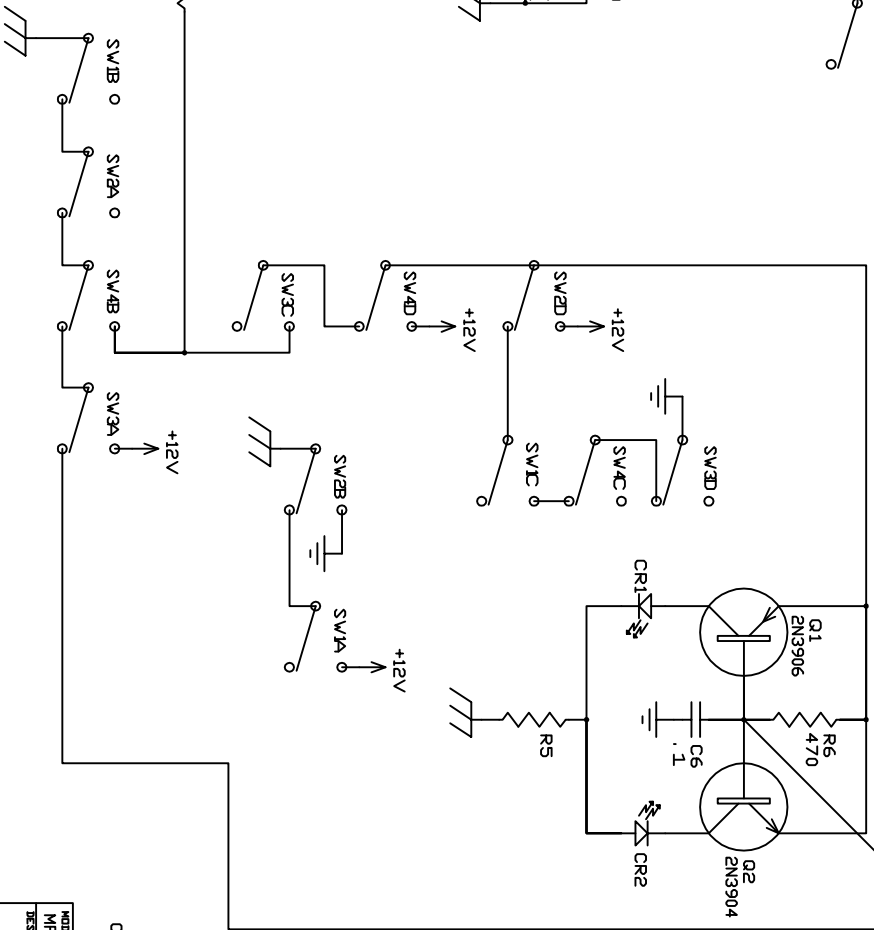 SW1B
SW2A
SW4B
SW3A
+12V
SW3C
SW4D
+12V
SW2D
+12V
SW1C
SW4C
SW3D
SW2B
SW1A
+12V
CR1
Q1
2N3906
R5
C6
.1
R6
470
CR2
Q2
2N3904